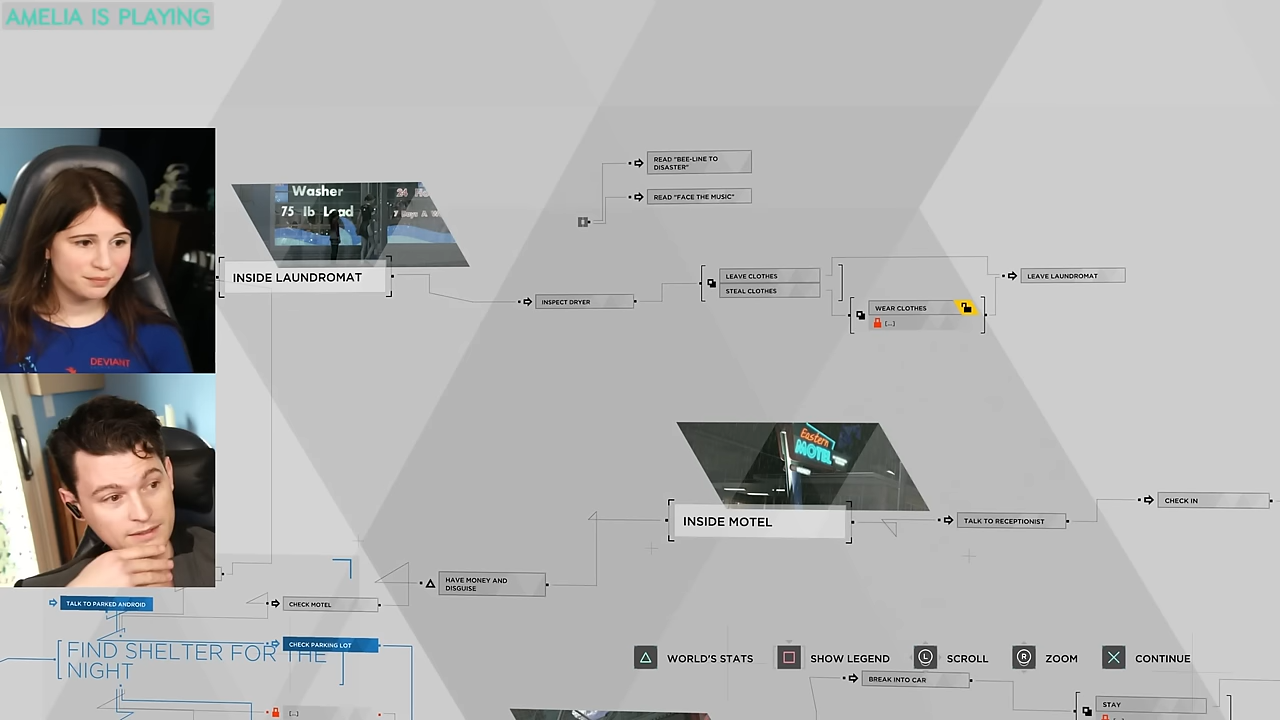 AMELIA IS PLAYING
READ "BEE-LINE TO
DISASTER"
READ "FACE THE MUSIC"
Washer
75 lb Load
24
INSIDE LAUNDROMAT
INSPECT DRYER
LEAVE CLOTHES
STEAL CLOTHES
WEAR CLOTHES
[...]
LEAVE LAUNDROMAT
DEVIANT
Eastern
MOTEL
INSIDE MOTEL
TALK TO RECEPTIONIST
CHECK IN
HAVE MONEY AND
DISGUISE
TALK TO PARKED ANDROID
CHECK MOTEL
CHECK PARKING LOT
FIND SHELTER FOR THE
NIGHT
[...]
WORLD'S STATS
SHOW LEGEND
L
SCROLL
R
ZOOM
CONTINUE
BREAK INTO CAR
STAY